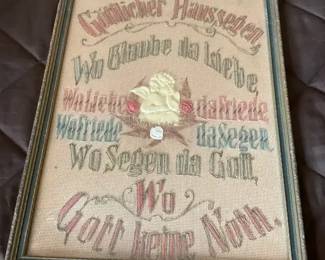 Göttlicher Haussegen,
Wo Glaube da Liebe,
Wo Liebe da Friede
Wo Friede da Segen
Wo Segen da Gott,
Wo
Gott keine Noth.